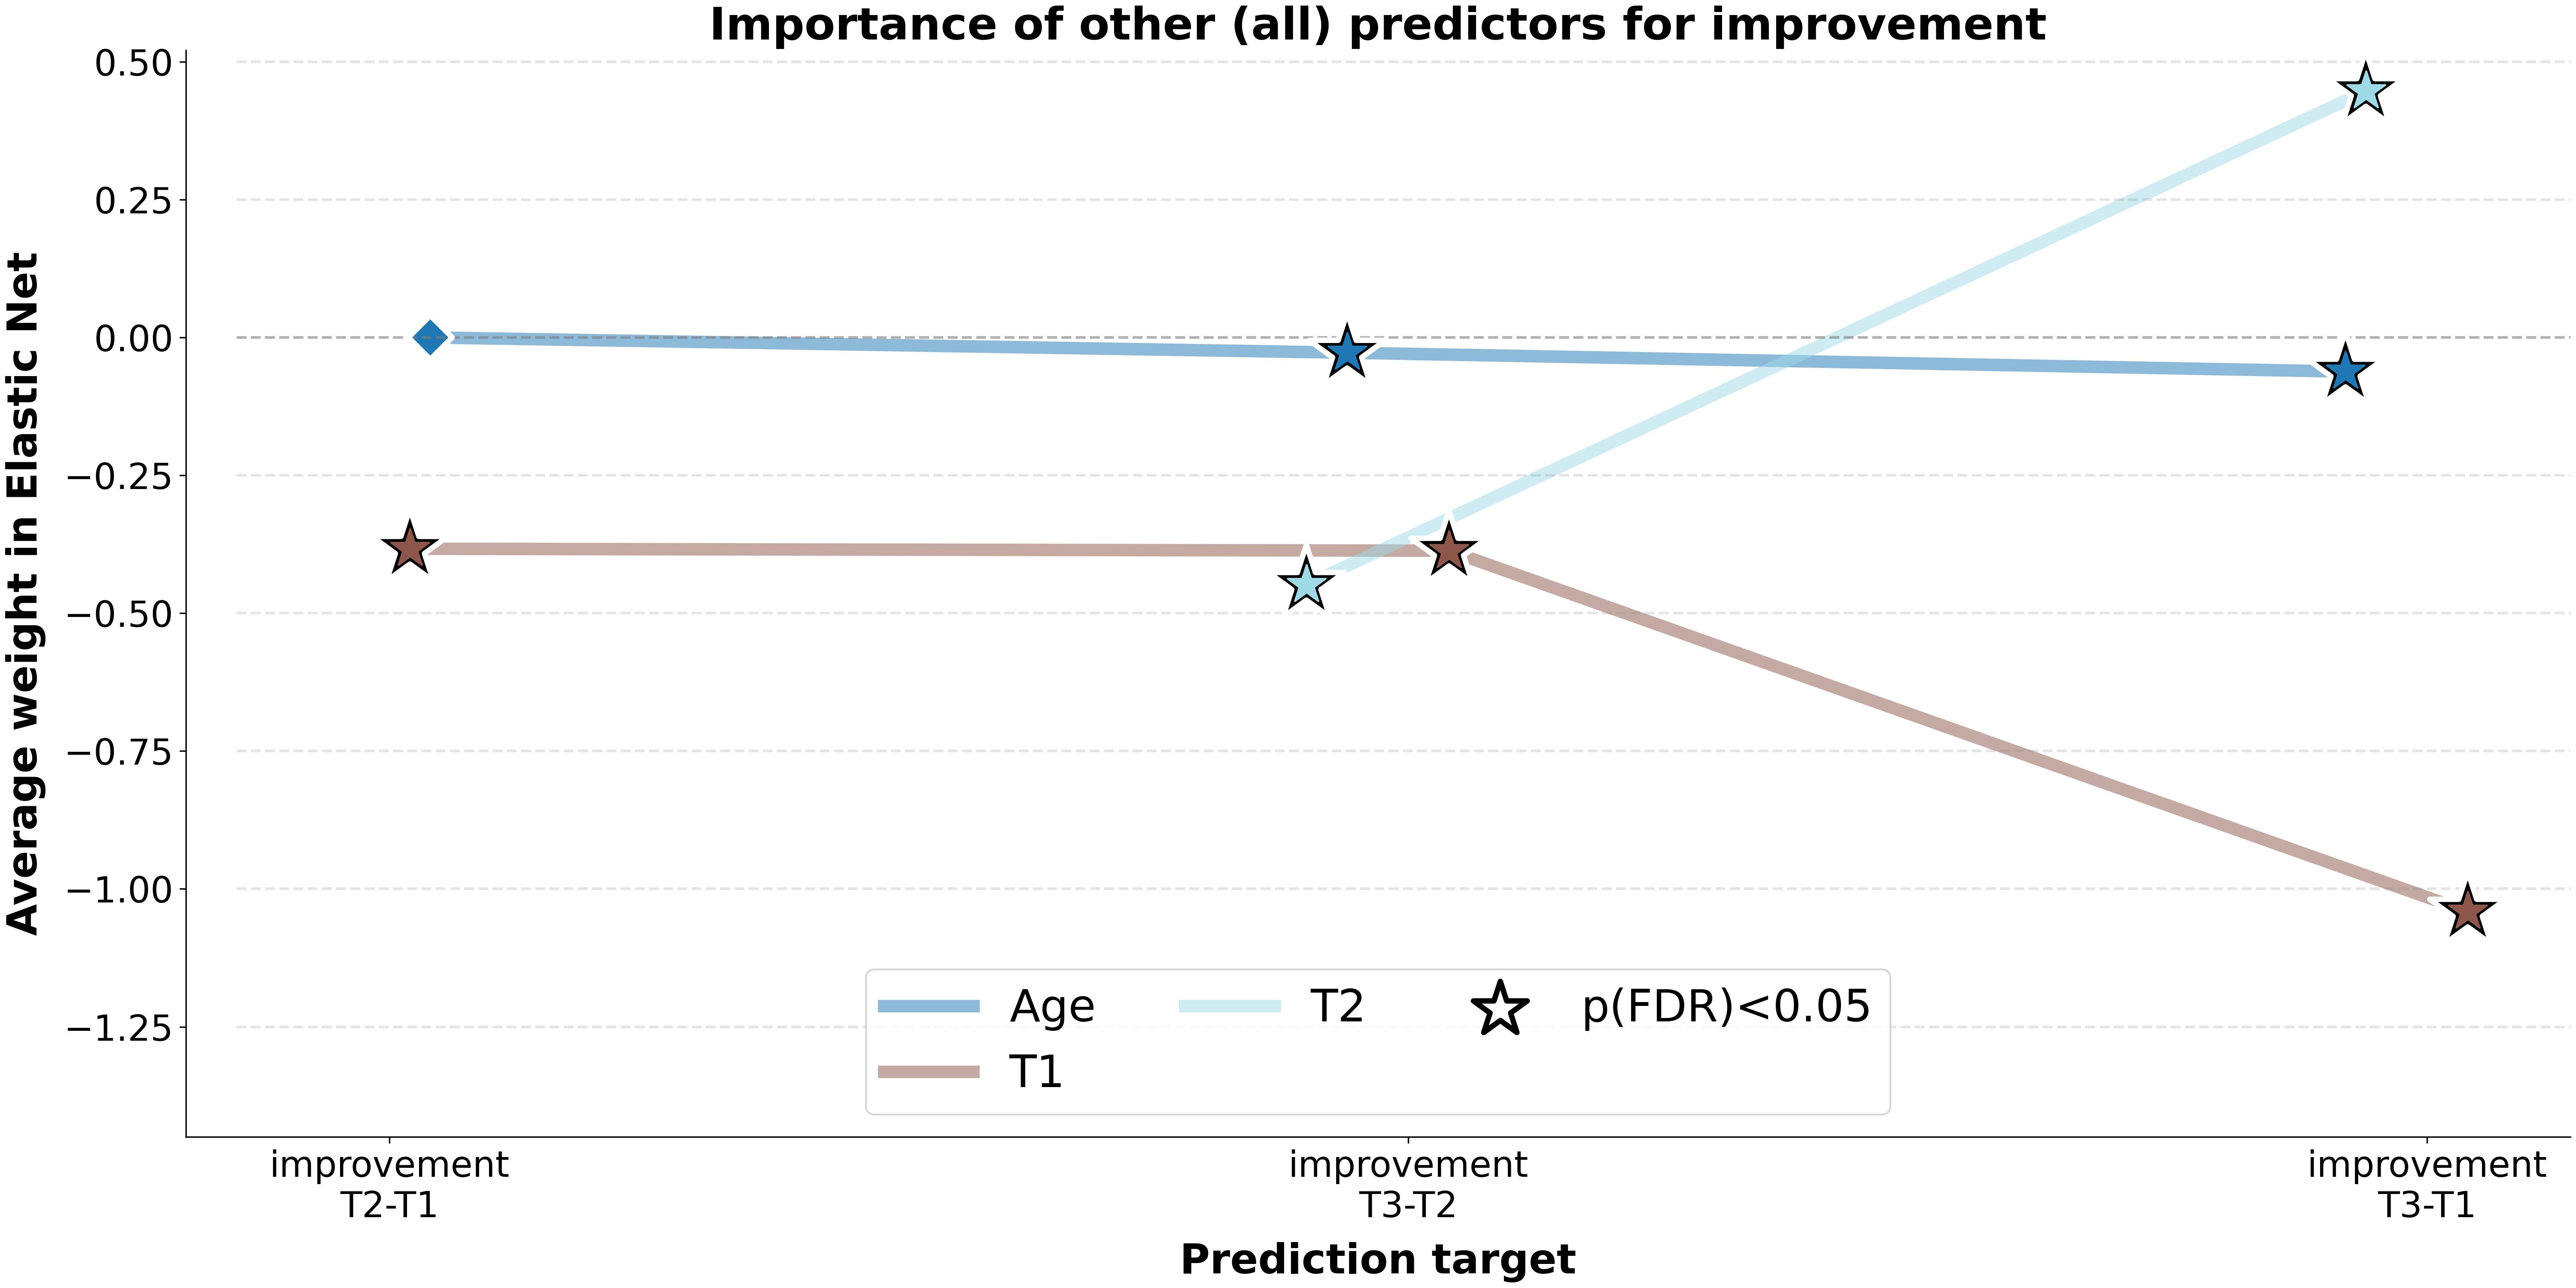 Importance of other (all) predictors for improvement
Average weight in Elastic Net
0.50
0.25
0.00
−0.25
−0.50
−0.75
−1.00
−1.25
Age
T2
p(FDR)<0.05
T1
improvement
T2-T1
improvement
T3-T2
improvement
T3-T1
Prediction target